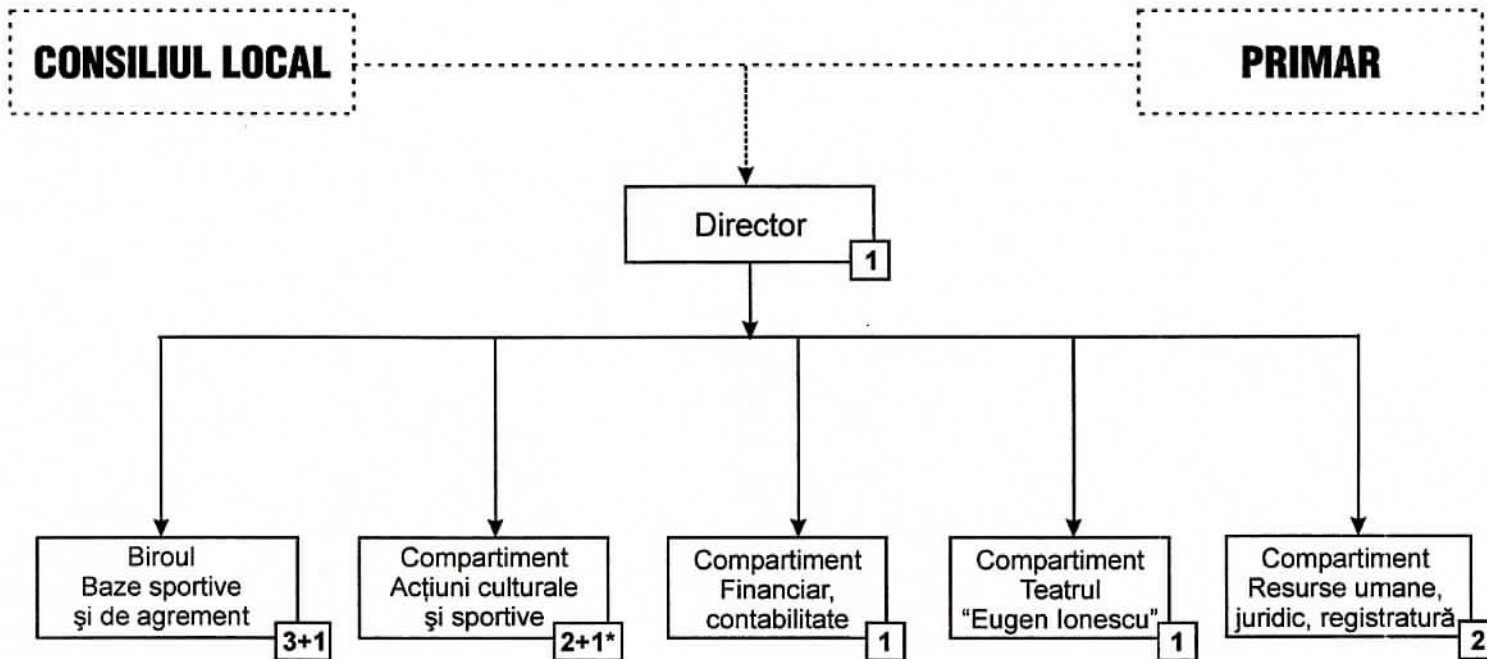 CONSILIUL LOCAL
PRIMAR
Director
1
Biroul
Baze sportive
şi de agrement
3+1
Compartiment
Acţiuni culturale
şi sportive
2+1*
Compartiment
Financiar,
contabilitate
1
Compartiment
Teatrul
“Eugen Ionescu”
1
Compartiment
Resurse umane,
juridic, registratură
2